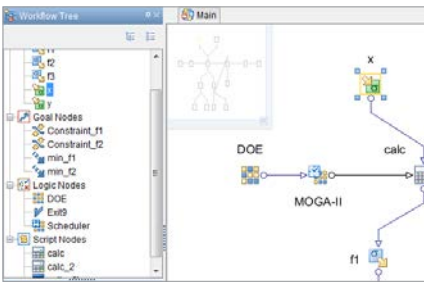 Workflow Tree
f1
f2
f3
x
y
Goal Nodes
Constraint_f1
Constraint_f2
min_f1
min_f2
Logic Nodes
DOE
Exit9
Scheduler
Script Nodes
calc
calc_2
Main
x
DOE
calc
MOGA-II
f1